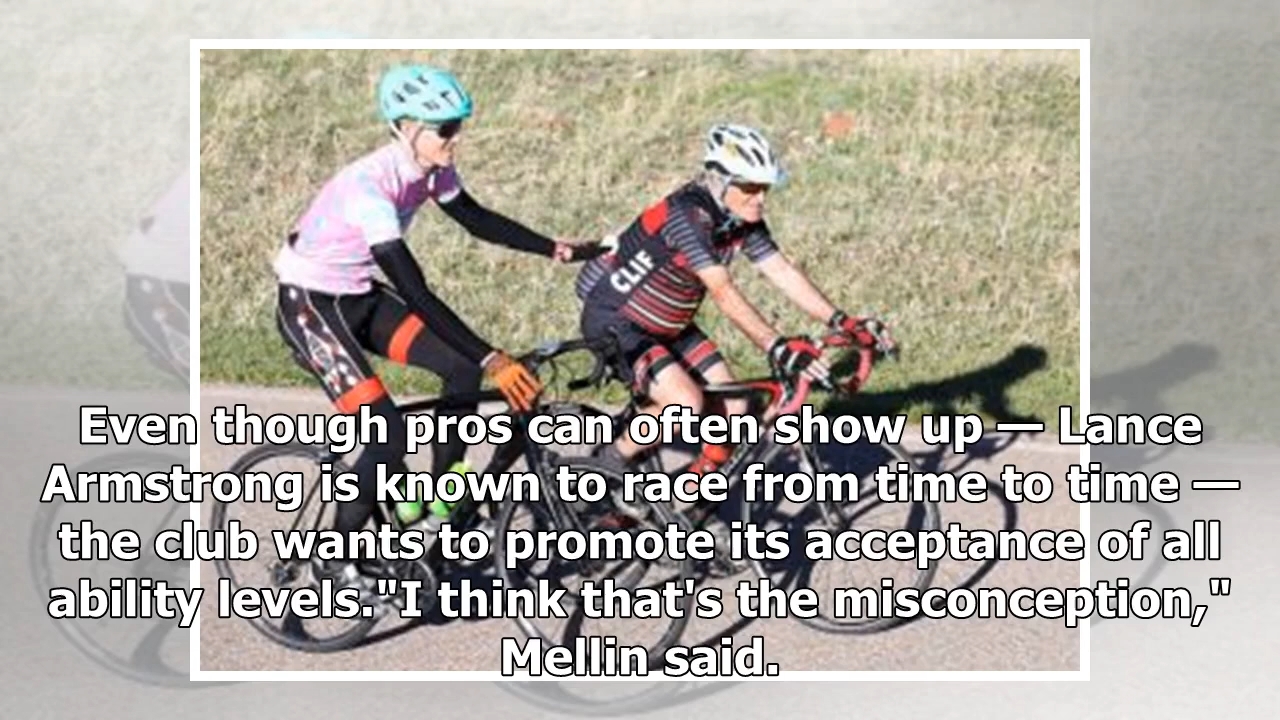 CLIF
Even though pros can often show up — Lance
Armstrong is known to race from time to time —
the club wants to promote its acceptance of all
ability levels."I think that's the misconception,"
Mellin said.